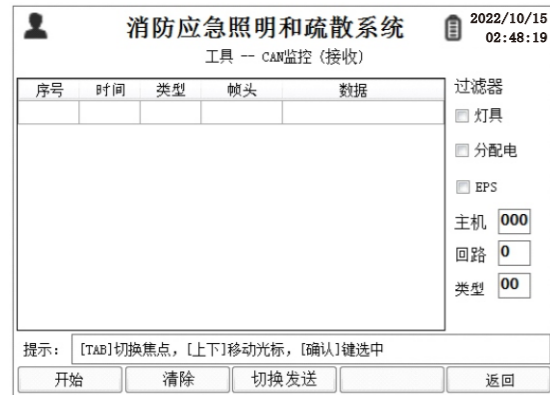 消防应急照明和疏散系统
2022/10/15
02:48:19
工具 -- CAN监控（接收）
序号 时间 类型 帧头 数据
过滤器
灯具
分配电
EPS
主机 000
回路 0
类型 00
提示： [TAB]切换焦点，[上下]移动光标，[确认]键选中
开始 清除 切换发送 返回